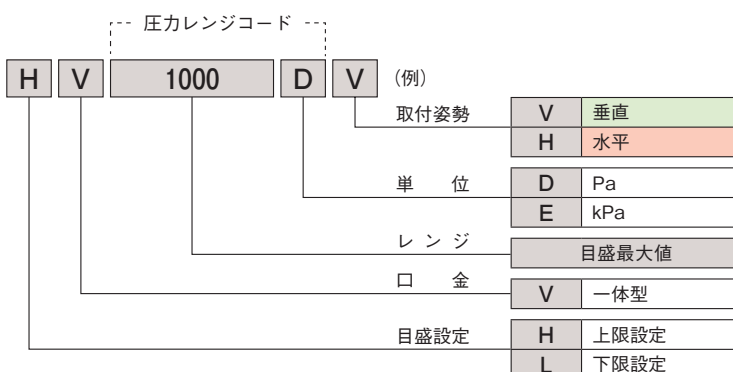 圧力レンジコード
H V 1000 D V (例)
取付姿勢 V 垂直
H 水平
単位 D Pa
E kPa
レンジ 目盛最大値
口金 V 一体型
目盛設定 H 上限設定
L 下限設定